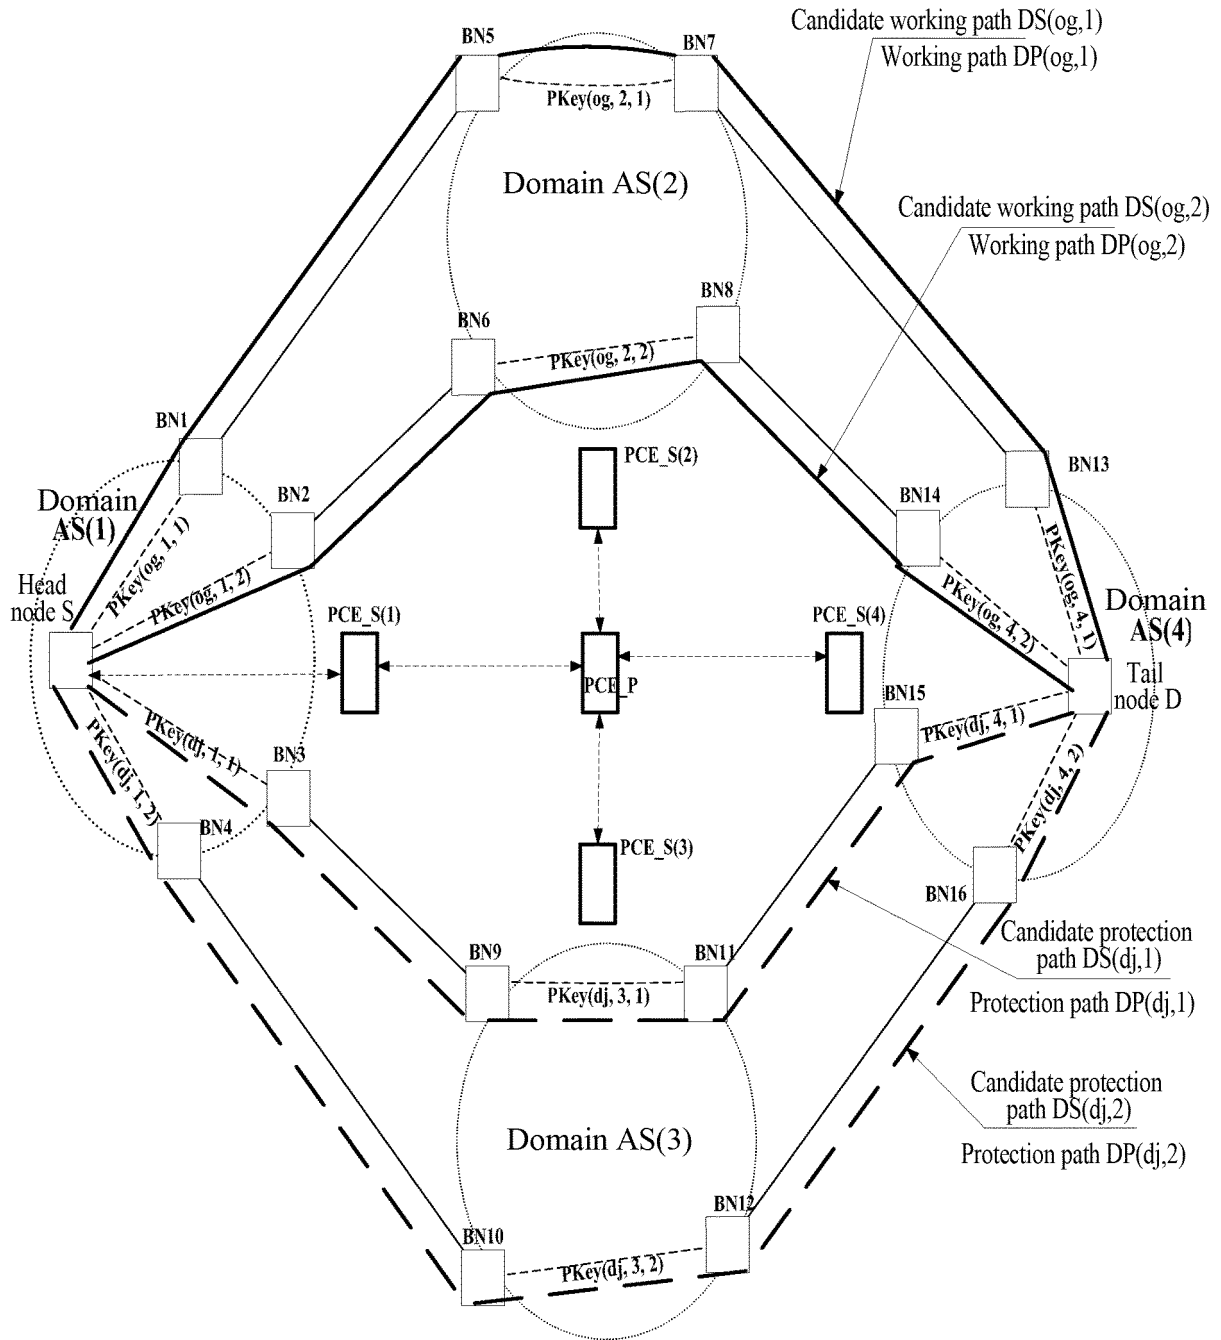 Candidate working path DS(og,1)
Working path DP(og,1)
BN5
BN7
PKey(og, 2, 1)
Domain AS(2)
Candidate working path DS(og,2)
Working path DP(og,2)
BN8
BN6
PKey(og, 2, 2)
BN1
PCE_S(2)
BN13
Domain
AS(1)
BN2
BN14
PKey(og, 1, 1)
PKey(og, 1, 2)
PKey(og, 4, 1)
PKey(og, 4, 2)
Head
node S
PCE_S(1)
PCE_S(4)
Domain
AS(4)
PCE_P
Tail
node D
BN15
PKey(dj, 1, 1)
PKey(dj, 1, 2)
PKey(dj, 4, 1)
PKey(dj, 4, 2)
BN3
BN4
PCE_S(3)
BN16
Candidate protection
path DS(dj,1)
Protection path DP(dj,1)
BN9
BN11
PKey(dj, 3, 1)
Candidate protection
path DS(dj,2)
Protection path DP(dj,2)
Domain AS(3)
BN12
BN10
PKey(dj, 3, 2)